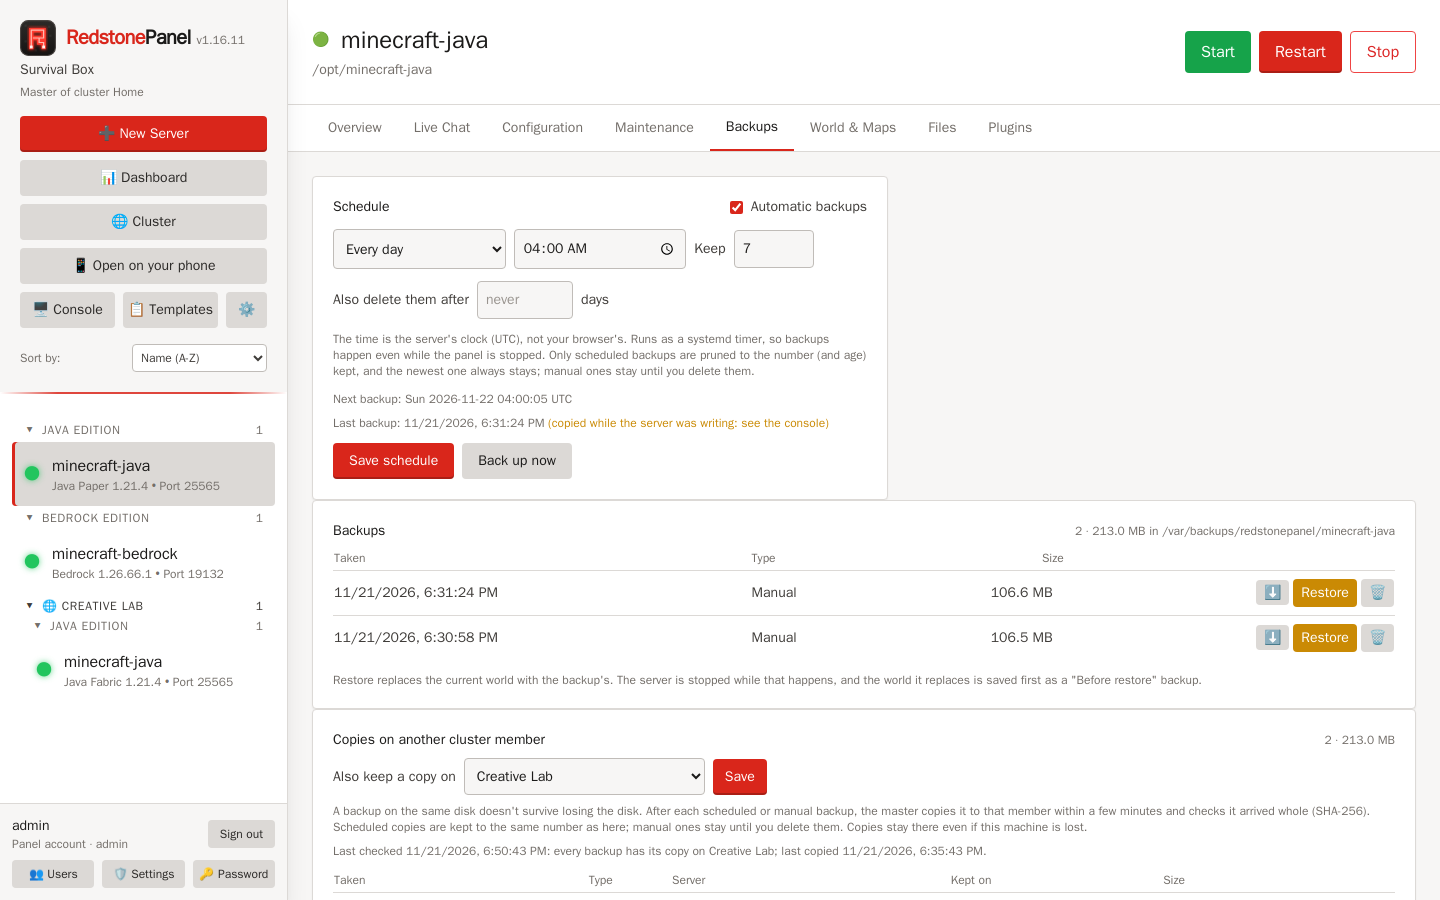 RedstonePanel v1.16.11
Survival Box
Master of cluster Home
➕ New Server
📊 Dashboard
🌐 Cluster
📱 Open on your phone
🖥️ Console
📋 Templates
⚙️
Sort by:
Name (A-Z)
▼ JAVA EDITION 1
minecraft-java
Java Paper 1.21.4 • Port 25565
▼ BEDROCK EDITION 1
minecraft-bedrock
Bedrock 1.26.66.1 • Port 19132
▼ 🌐 CREATIVE LAB 1
▼ JAVA EDITION 1
minecraft-java
Java Fabric 1.21.4 • Port 25565
admin
Panel account · admin
Sign out
👥 Users
🛡️ Settings
🔑 Password
minecraft-java
/opt/minecraft-java
Start
Restart
Stop
Overview
Live Chat
Configuration
Maintenance
Backups
World & Maps
Files
Plugins
Schedule
Automatic backups
Every day
04:00 AM
Keep
7
Also delete them after never days
The time is the server's clock (UTC), not your browser's. Runs as a systemd timer, so backups
happen even while the panel is stopped. Only scheduled backups are pruned to the number (and age)
kept, and the newest one always stays; manual ones stay until you delete them.
Next backup: Sun 2026-11-22 04:00:05 UTC
Last backup: 11/21/2026, 6:31:24 PM (copied while the server was writing: see the console)
Save schedule
Back up now
Backups
2 · 213.0 MB in /var/backups/redstonepanel/minecraft-java
Taken Type Size
11/21/2026, 6:31:24 PM Manual 106.6 MB ⬇️ Restore 🗑️
11/21/2026, 6:30:58 PM Manual 106.5 MB ⬇️ Restore 🗑️
Restore replaces the current world with the backup's. The server is stopped while that happens, and the world it replaces is saved first as a "Before restore" backup.
Copies on another cluster member
2 · 213.0 MB
Also keep a copy on Creative Lab Save
A backup on the same disk doesn't survive losing the disk. After each scheduled or manual backup, the master copies it to that member within a few minutes and checks it arrived whole (SHA-256).
Scheduled copies are kept to the same number as here; manual ones stay until you delete them. Copies stay there even if this machine is lost.
Last checked 11/21/2026, 6:50:43 PM: every backup has its copy on Creative Lab; last copied 11/21/2026, 6:35:43 PM.
Taken Type Server Kept on Size